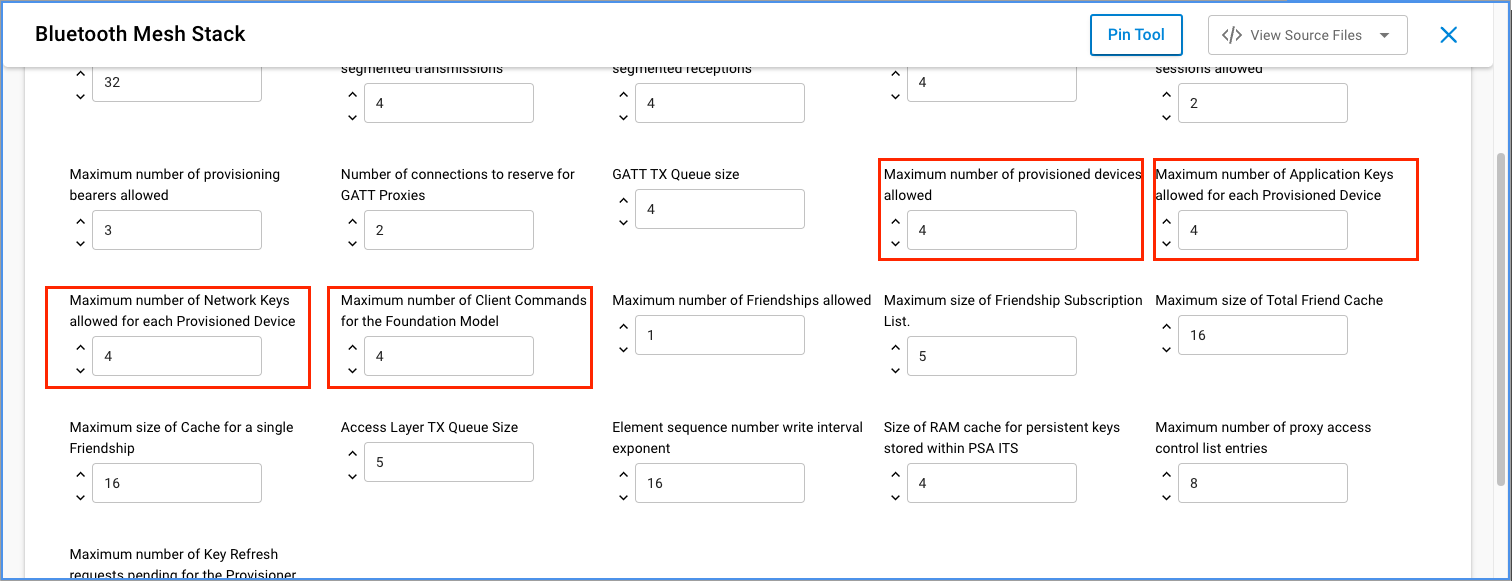 Bluetooth Mesh Stack
Pin Tool
</> View Source Files
segmented transmissions
segmented receptions
sessions allowed
32
4
4
4
2
Maximum number of provisioning
bearers allowed
3
Number of connections to reserve for
GATT Proxies
2
GATT TX Queue size
4
Maximum number of provisioned devices
allowed
4
Maximum number of Application Keys
allowed for each Provisioned Device
4
Maximum number of Network Keys
allowed for each Provisioned Device
4
Maximum number of Client Commands
for the Foundation Model
4
Maximum number of Friendships allowed
1
Maximum size of Friendship Subscription
List.
5
Maximum size of Total Friend Cache
16
Maximum size of Cache for a single
Friendship
16
Access Layer TX Queue Size
5
Element sequence number write interval
exponent
16
Size of RAM cache for persistent keys
stored within PSA ITS
4
Maximum number of proxy access
control list entries
8
Maximum number of Key Refresh
requests pending for the Provisioner